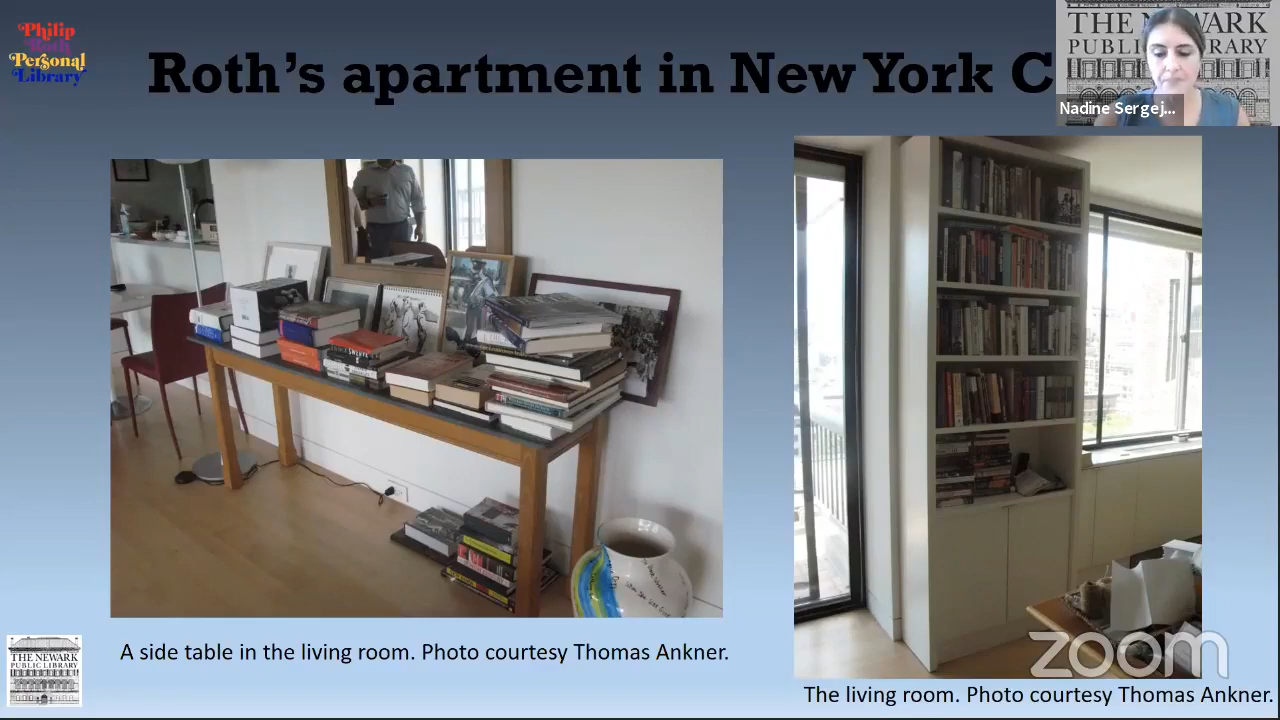 Philip
Roth
Personal
Library
Roth's apartment in New York C
THE NEWARK
PUBLIC LIBRARY
Nadine Sergej...
THE NEWARK
PUBLIC LIBRARY
A side table in the living room. Photo courtesy Thomas Ankner.
zoom
The living room. Photo courtesy Thomas Ankner.